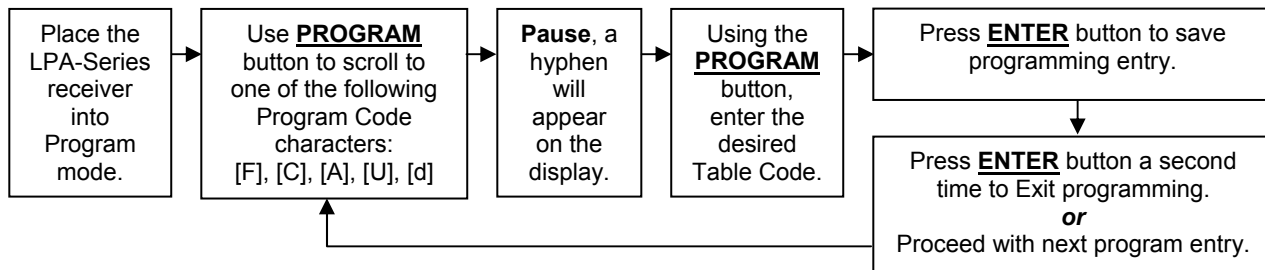 Place the
LPA-Series
receiver
into
Program
mode.
Use PROGRAM
button to scroll to
one of the following
Program Code
characters:
[F], [C], [A], [U], [d]
Pause, a
hyphen
will
appear
on the
display.
Using the
PROGRAM
button,
enter the
desired
Table Code.
Press ENTER button to save
programming entry.
Press ENTER button a second
time to Exit programming.
or
Proceed with next program entry.